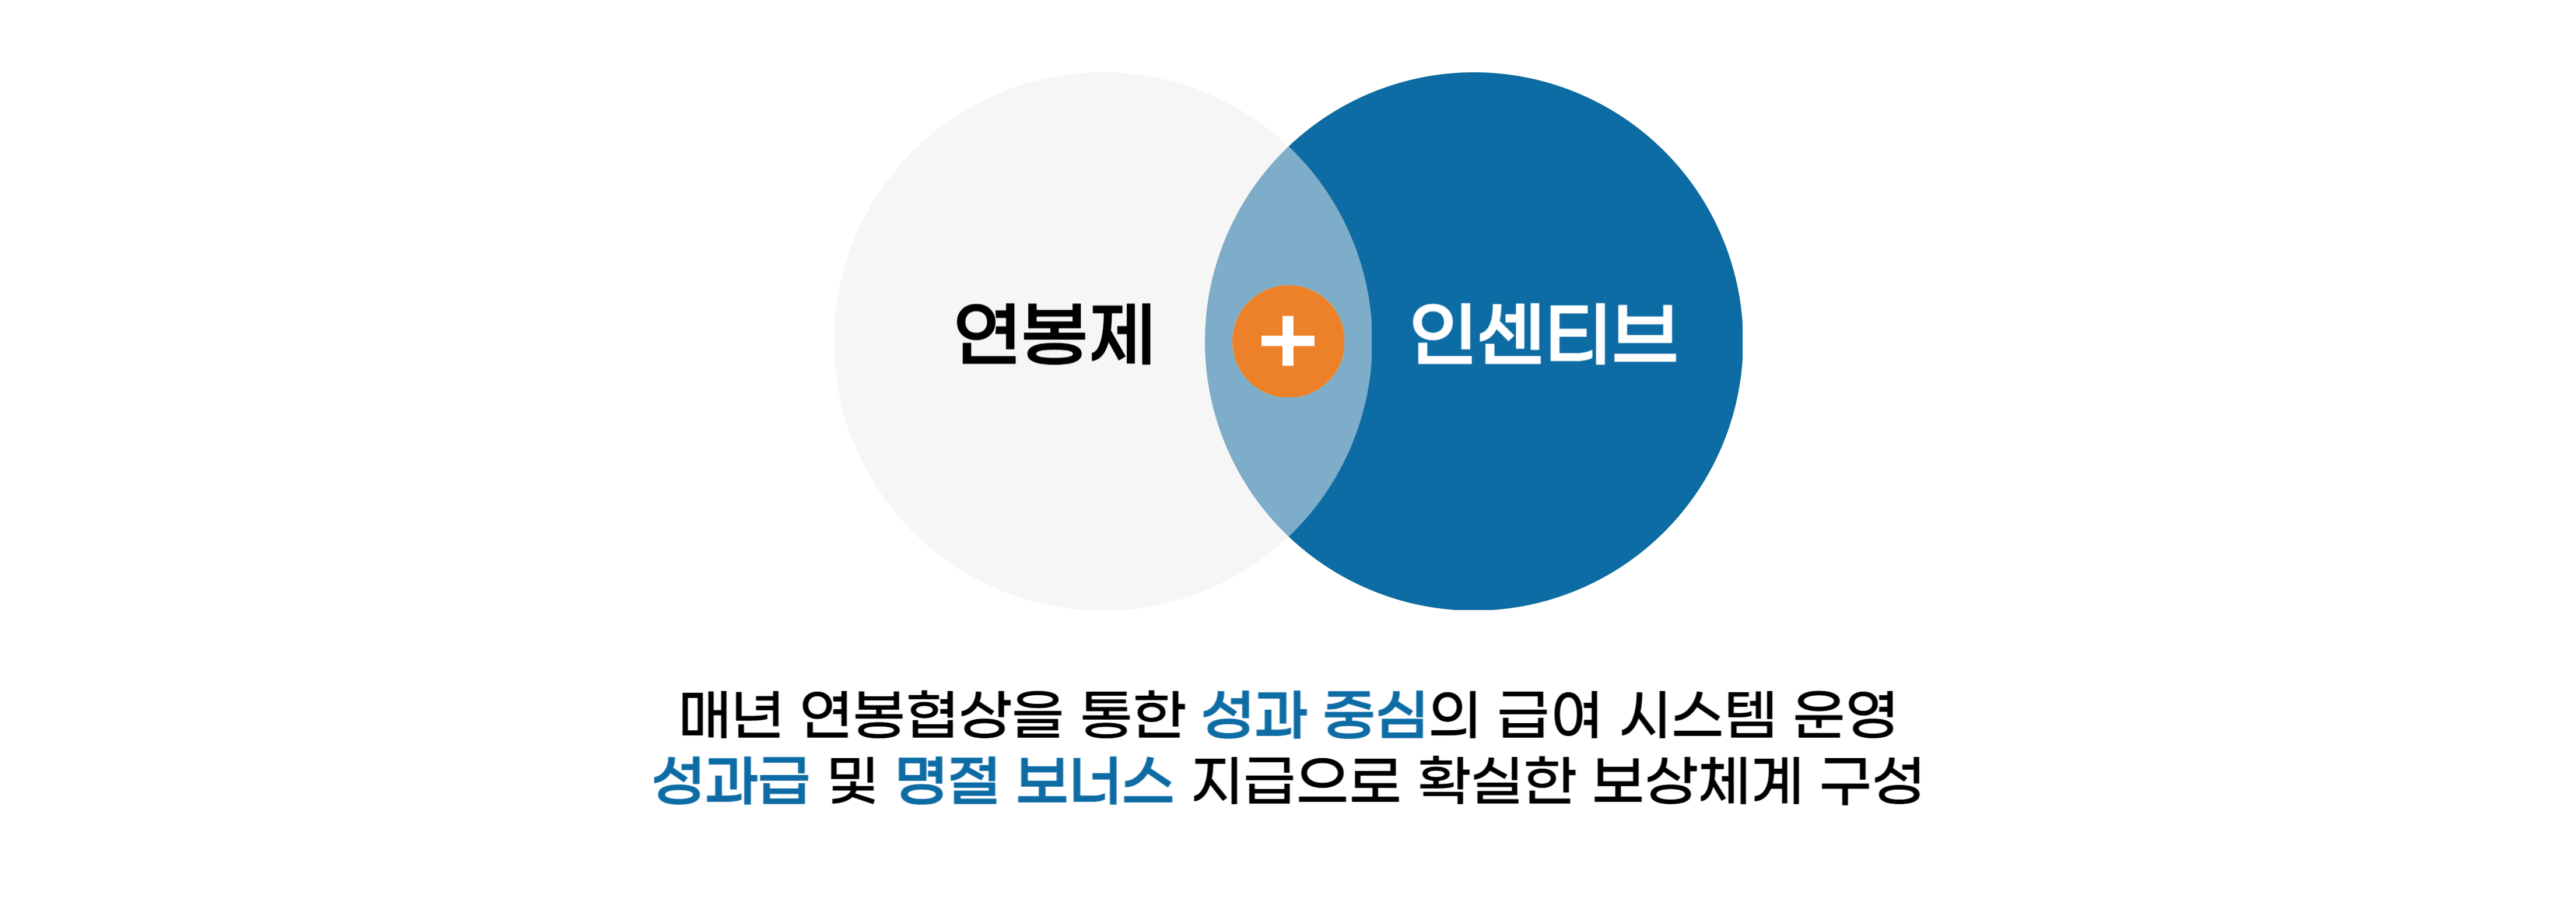 연봉제 + 인센티브
매년 연봉협상을 통한 성과 중심의 급여 시스템 운영
성과급 및 명절 보너스 지급으로 확실한 보상체계 구성